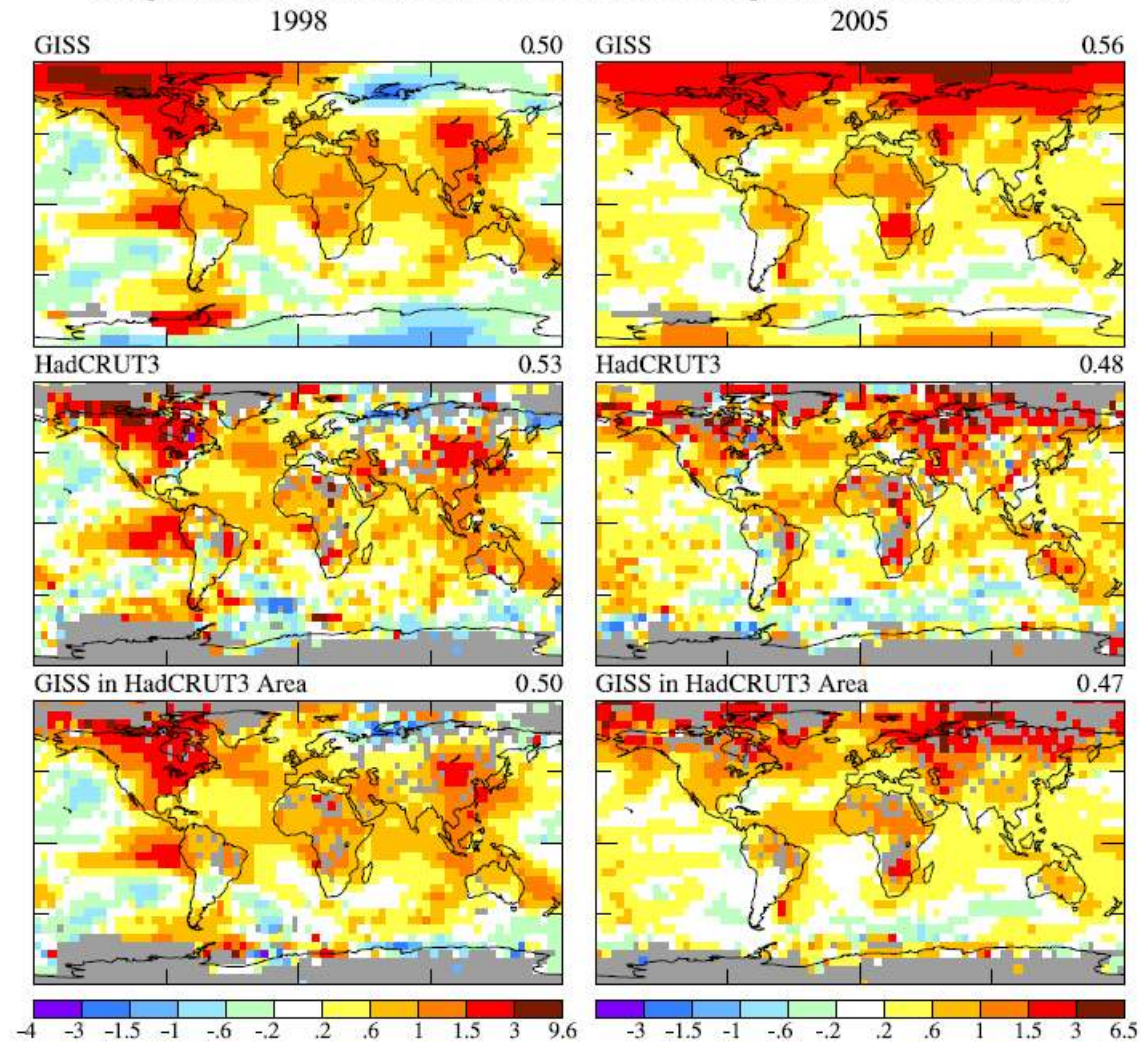 1998 2005
GISS 0.50 GISS 0.56
HadCRUT3 0.53 HadCRUT3 0.48
GISS in HadCRUT3 Area 0.50 GISS in HadCRUT3 Area 0.47
-4 -3 -1.5 -1 -.6 -.2 .2 .6 1 1.5 3 9.6 -3 -1.5 -1 -.6 -.2 .2 .6 1 1.5 3 6.5